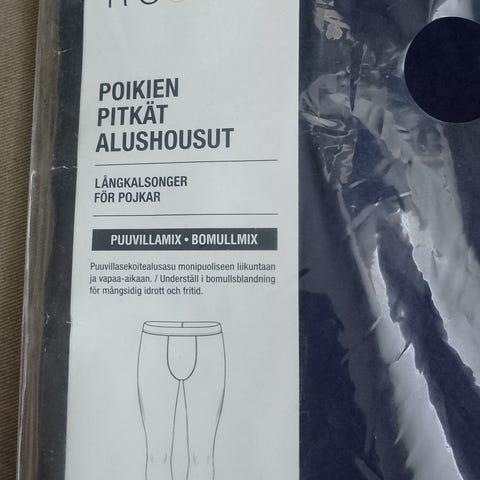 POIKIEN
PITKÄT
ALUSHOUSUT
LÅNGKALSONGER
FÖR POJKAR
PUUVILLAMIX • BOMULLMIX
Puuvillasekoitealusasu monipuoliseen liikuntaan
ja vapaa-aikaan. / Underställ i bomullsblandning
för mångsidig idrott och fritid.